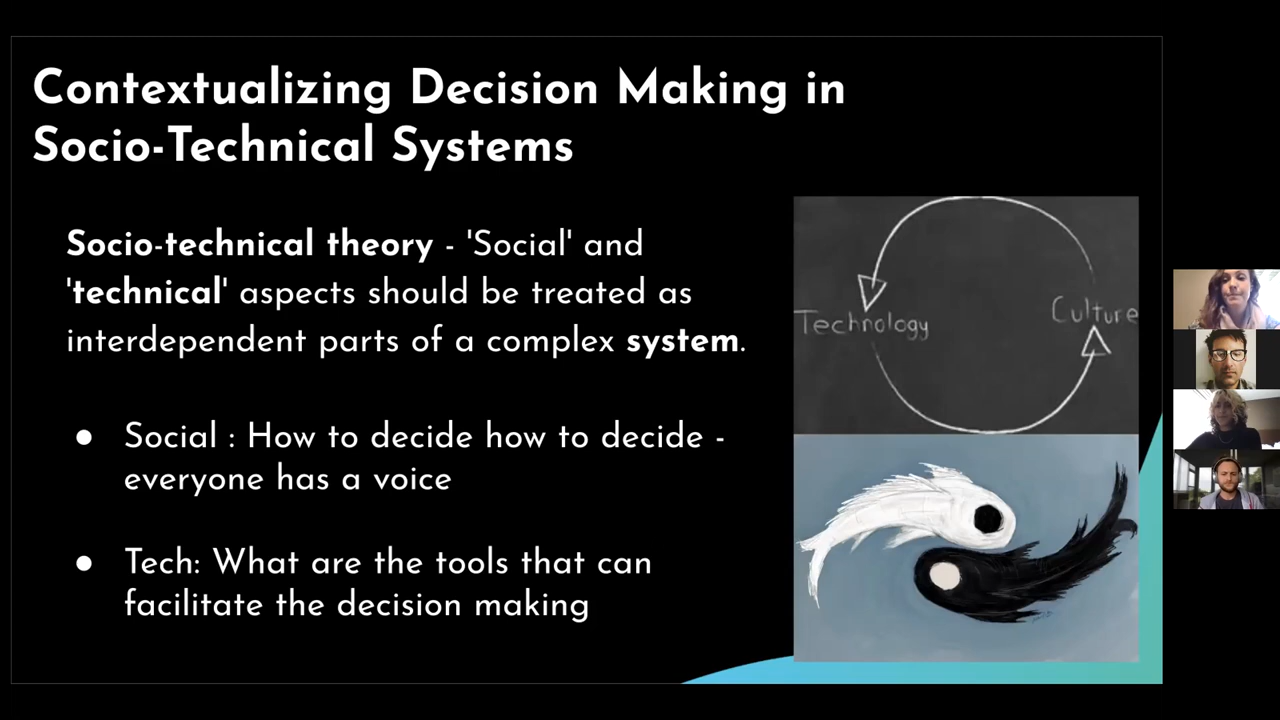 Contextualizing Decision Making in
Socio-Technical Systems
Socio-technical theory - 'Social' and
'technical' aspects should be treated as
interdependent parts of a complex system.
● Social : How to decide how to decide -
everyone has a voice
● Tech: What are the tools that can
facilitate the decision making
Technology
Culture